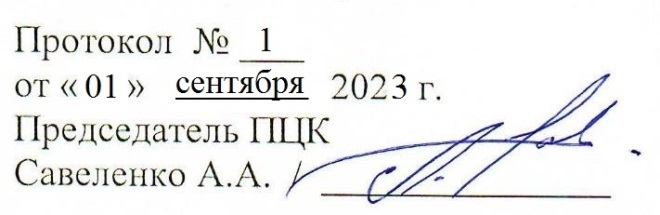 Протокол № 1
от «01» сентября 2023 г.
Председатель ПЦК
Савеленко А.А.